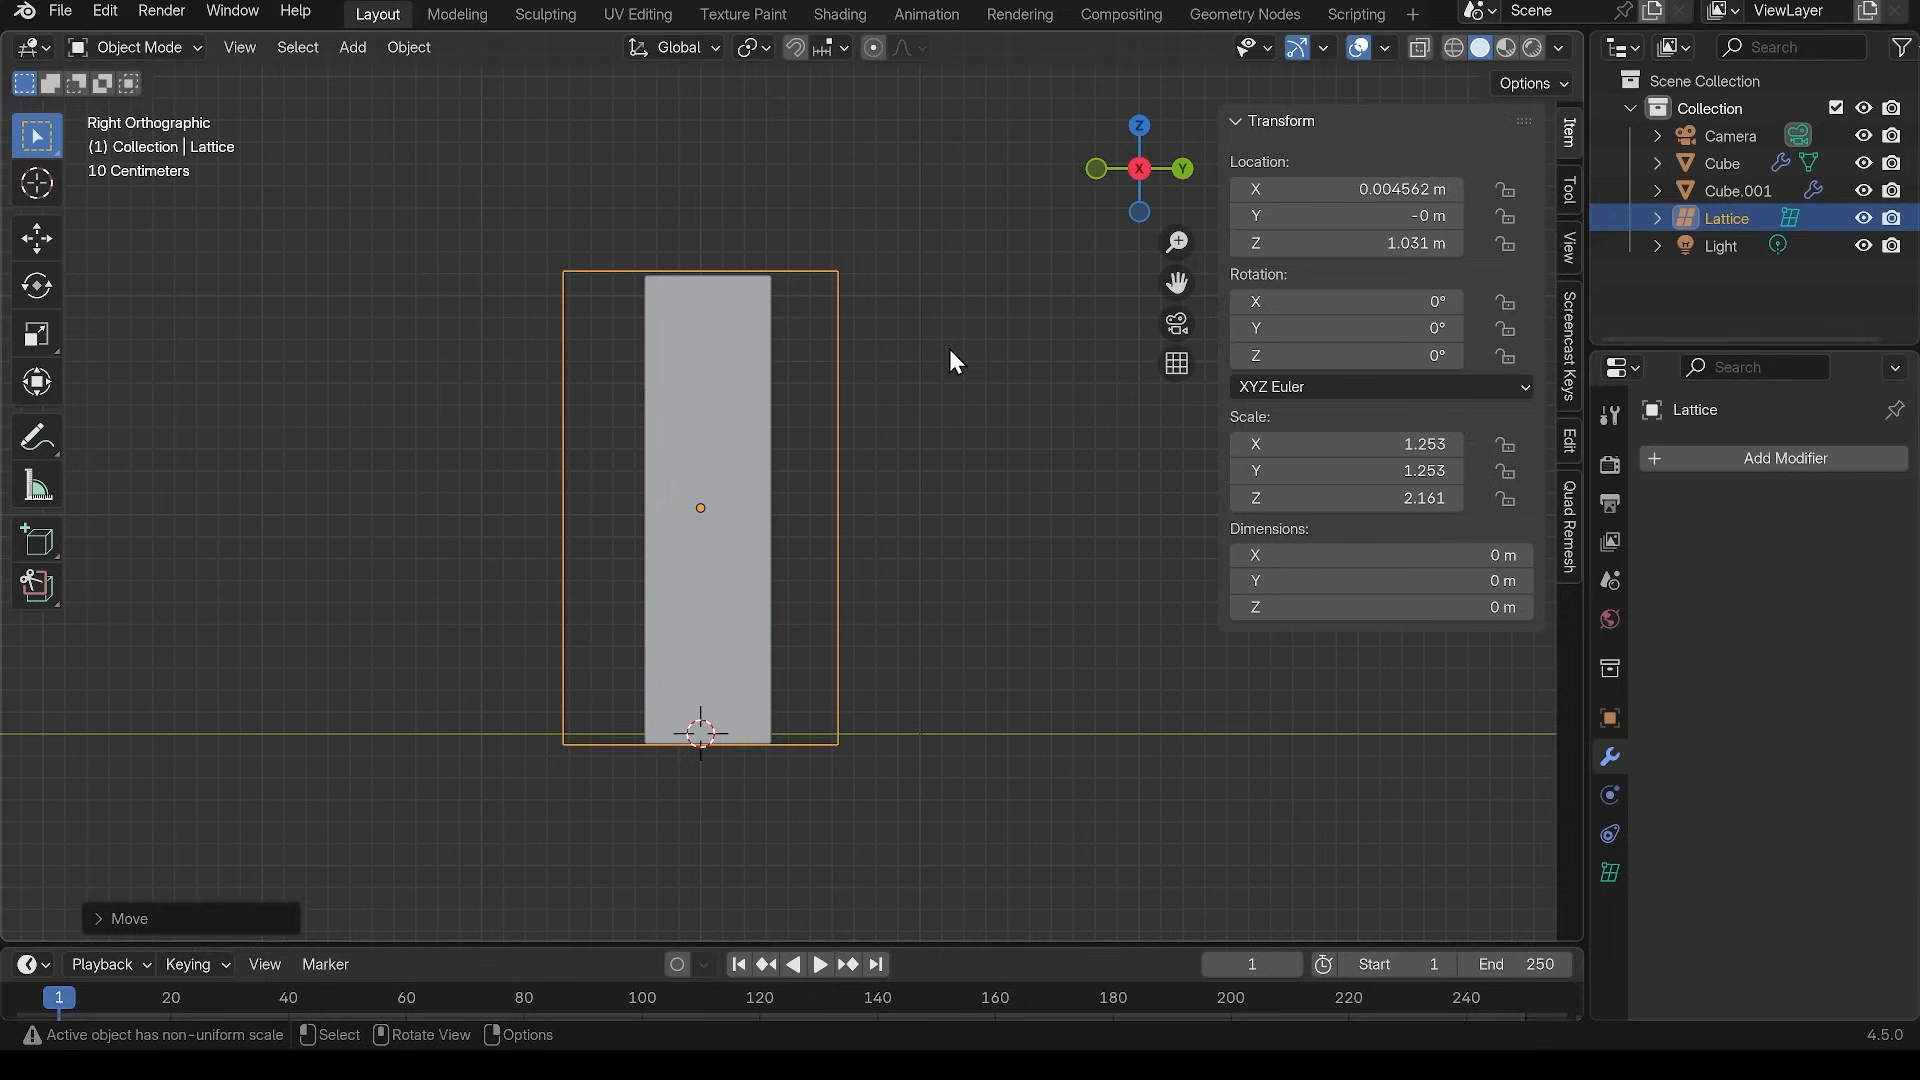 File Edit Render Window Help Layout Modeling Sculpting UV Editing Texture Paint Shading Animation Rendering Compositing Geometry Nodes Scripting + Scene ViewLayer
Object Mode View Select Add Object Global Search
Options
Right Orthographic
(1) Collection | Lattice
10 Centimeters
Z
X Y
Transform
Location:
X 0.004562 m
Y -0 m
Z 1.031 m
Rotation:
X 0°
Y 0°
Z 0°
XYZ Euler
Scale:
X 1.253
Y 1.253
Z 2.161
Dimensions:
X 0 m
Y 0 m
Z 0 m
Item
Tool
View
Screencast Keys
Edit
Quad Remesh
Scene Collection
Collection
Camera
Cube
Cube.001
Lattice
Light
Search
Lattice
+ Add Modifier
> Move
Playback Keying View Marker 1 Start 1 End 250
1 20 40 60 80 100 120 140 160 180 200 220 240
Active object has non-uniform scale Select Rotate View Options 4.5.0